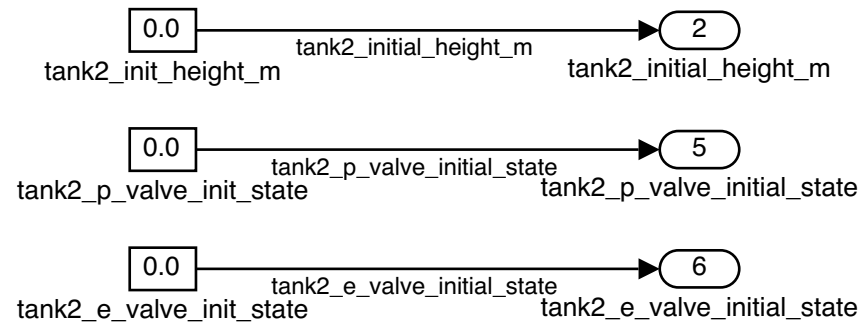 0.0 2
tank2_initial_height_m
tank2_init_height_m tank2_initial_height_m
0.0 5
tank2_p_valve_initial_state
tank2_p_valve_init_state tank2_p_valve_initial_state
0.0 6
tank2_e_valve_initial_state
tank2_e_valve_init_state tank2_e_valve_initial_state